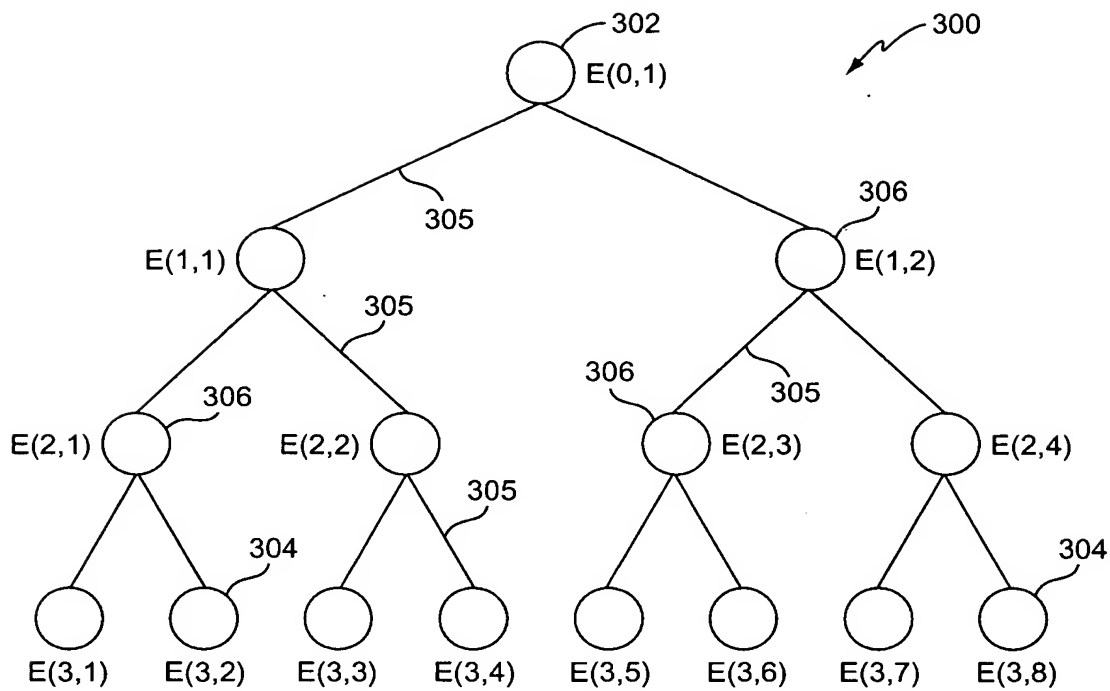 302
300
E(0,1)
305
306
E(1,1)
E(1,2)
305
305
306
306
E(2,1)
E(2,2)
E(2,3)
E(2,4)
305
304
304
E(3,1)
E(3,2)
E(3,3)
E(3,4)
E(3,5)
E(3,6)
E(3,7)
E(3,8)